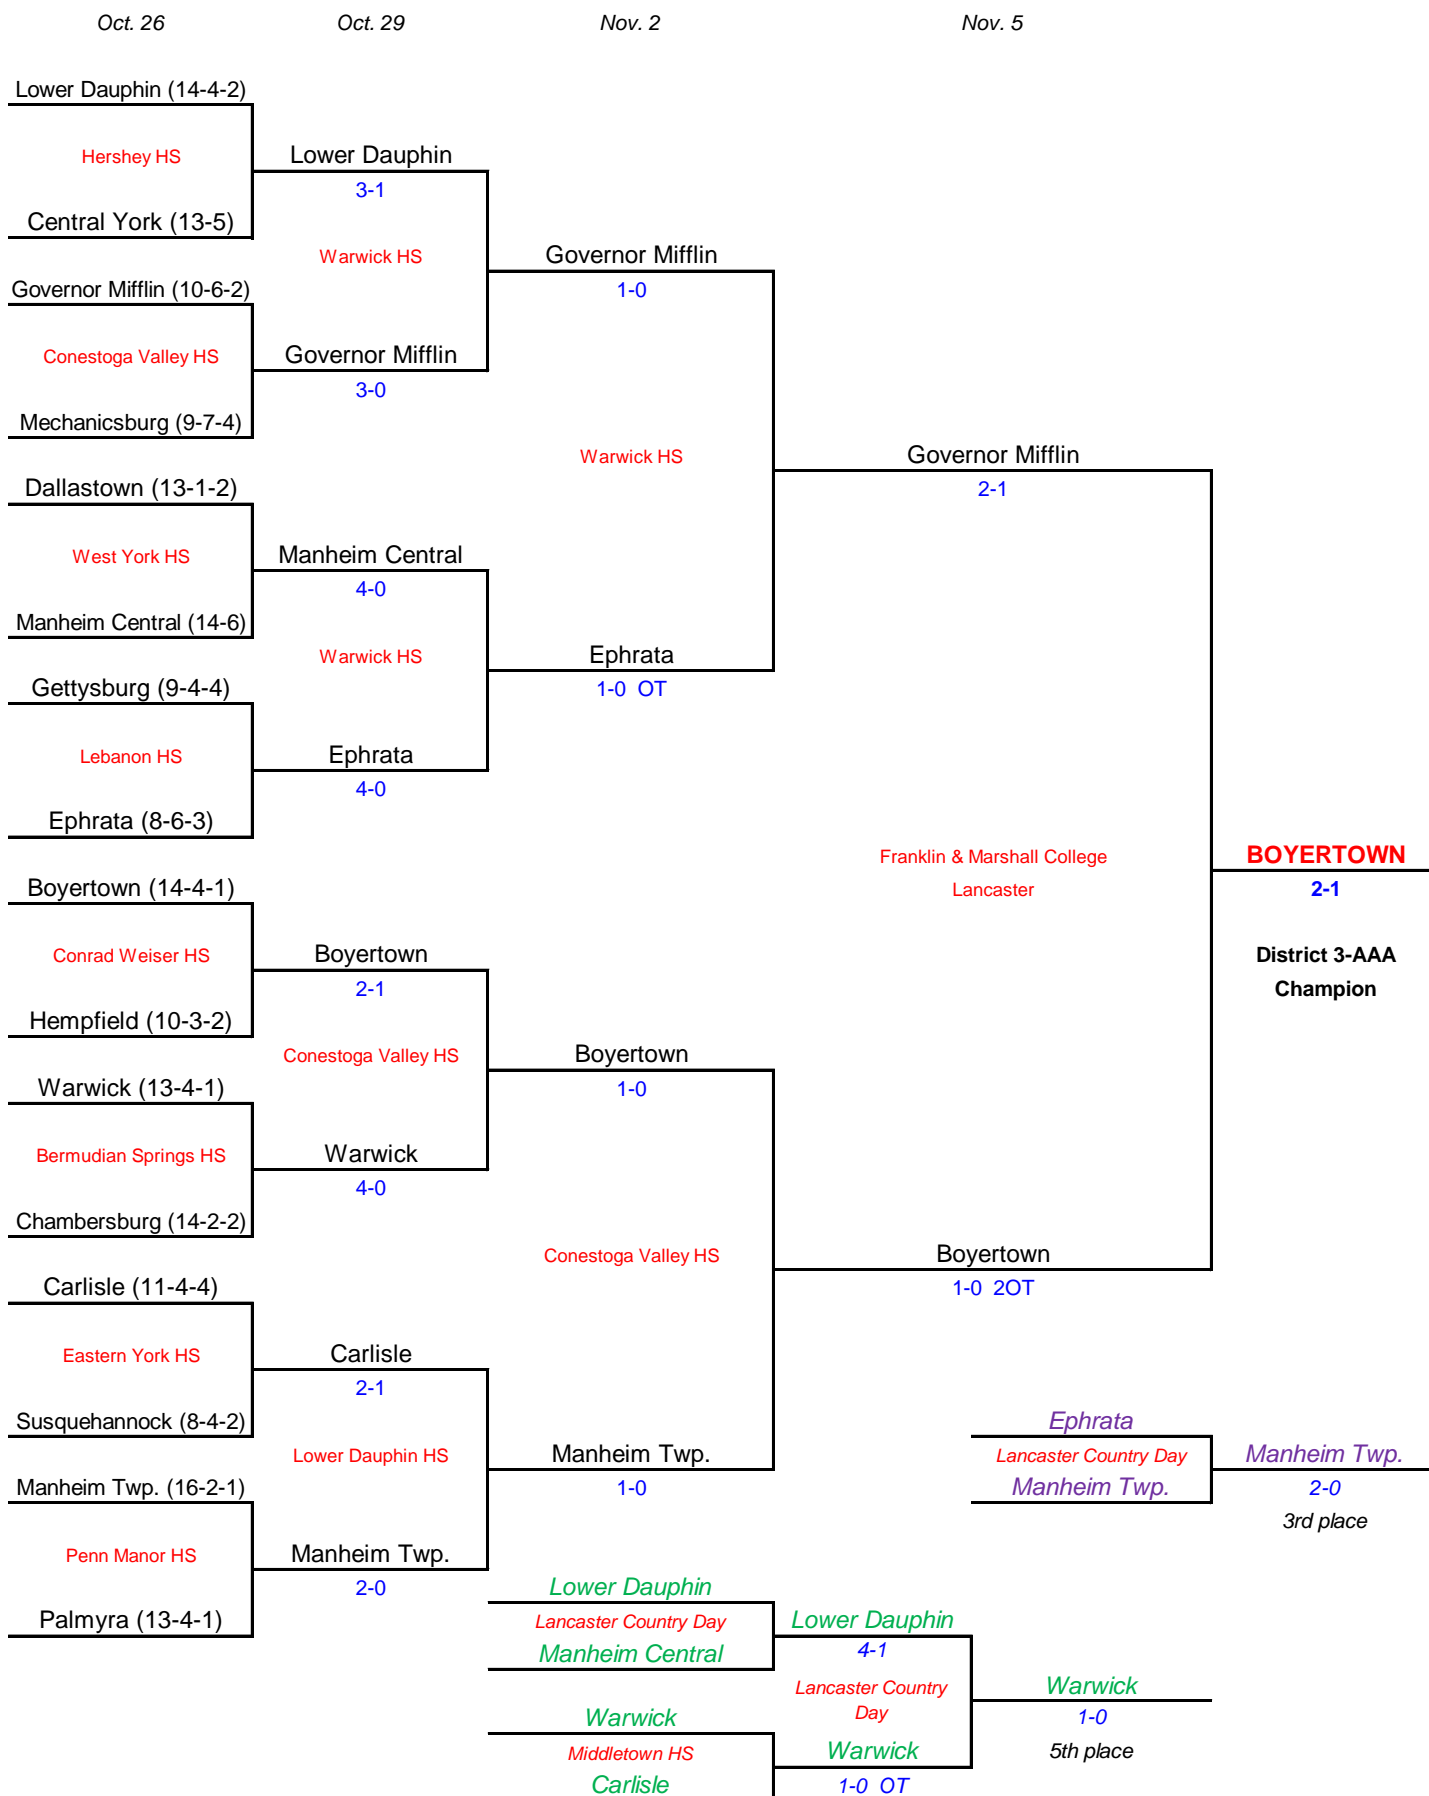 Oct. 26 Oct. 29 Nov. 2 Nov. 5
Lower Dauphin (14-4-2)
Hershey HS
Lower Dauphin
3-1
Central York (13-5)
Warwick HS
Governor Mifflin
1-0
Governor Mifflin (10-6-2)
Conestoga Valley HS
Governor Mifflin
3-0
Mechanicsburg (9-7-4)
Warwick HS
Governor Mifflin
2-1
Dallastown (13-1-2)
West York HS
Manheim Central
4-0
Manheim Central (14-6)
Warwick HS
Ephrata
1-0 OT
Gettysburg (9-4-4)
Lebanon HS
Ephrata
4-0
Ephrata (8-6-3)
Franklin & Marshall College
Lancaster
BOYERTOWN
2-1
District 3-AAA
Champion
Boyertown (14-4-1)
Conrad Weiser HS
Boyertown
2-1
Hempfield (10-3-2)
Conestoga Valley HS
Boyertown
1-0
Warwick (13-4-1)
Bermudian Springs HS
Warwick
4-0
Chambersburg (14-2-2)
Conestoga Valley HS
Boyertown
1-0 2OT
Carlisle (11-4-4)
Eastern York HS
Carlisle
2-1
Susquehannock (8-4-2)
Lower Dauphin HS
Manheim Twp.
1-0
Manheim Twp. (16-2-1)
Penn Manor HS
Manheim Twp.
2-0
Palmyra (13-4-1)
Ephrata
Lancaster Country Day
Manheim Twp.
Manheim Twp.
2-0
3rd place
Lower Dauphin
Lancaster Country Day
Manheim Central
Lower Dauphin
4-1
Lancaster Country
Day
Warwick
1-0
5th place
Warwick
Middletown HS
Carlisle
Warwick
1-0 OT